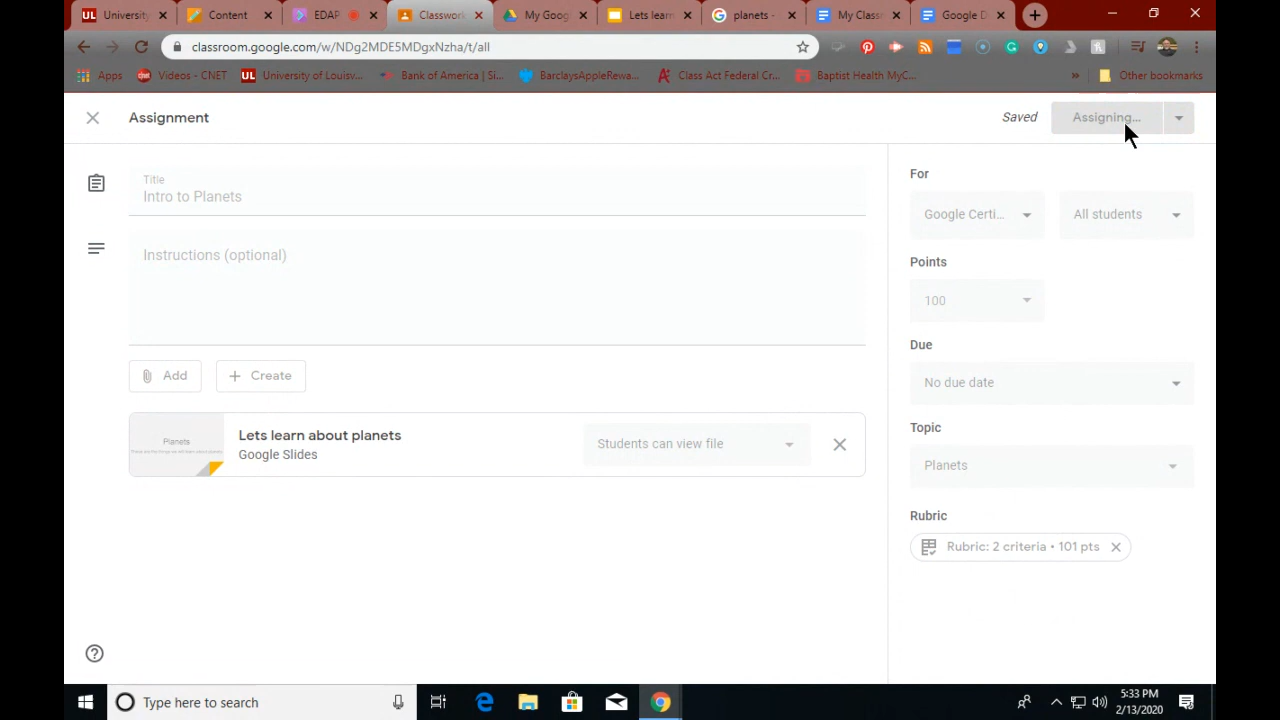 University
Content
EDAP
Classwork
My Goog
Lets learn
planets -
My Class
Google D
classroom.google.com/w/NDg2MDE5MDgxNzha/t/all
Apps
Videos - CNET
UL University of Louisv...
Bank of America | Si...
BarclaysAppleRewa...
Class Act Federal Cr...
Baptist Health MyC...
» Other bookmarks
Assignment
Saved
Assigning...
Title
Intro to Planets
Instructions (optional)
Add
Create
Planets
Lets learn about planets
Google Slides
Students can view file
For
Google Certi...
All students
Points
100
Due
No due date
Topic
Planets
Rubric
Rubric: 2 criteria • 101 pts
Type here to search
5:33 PM
2/13/2020